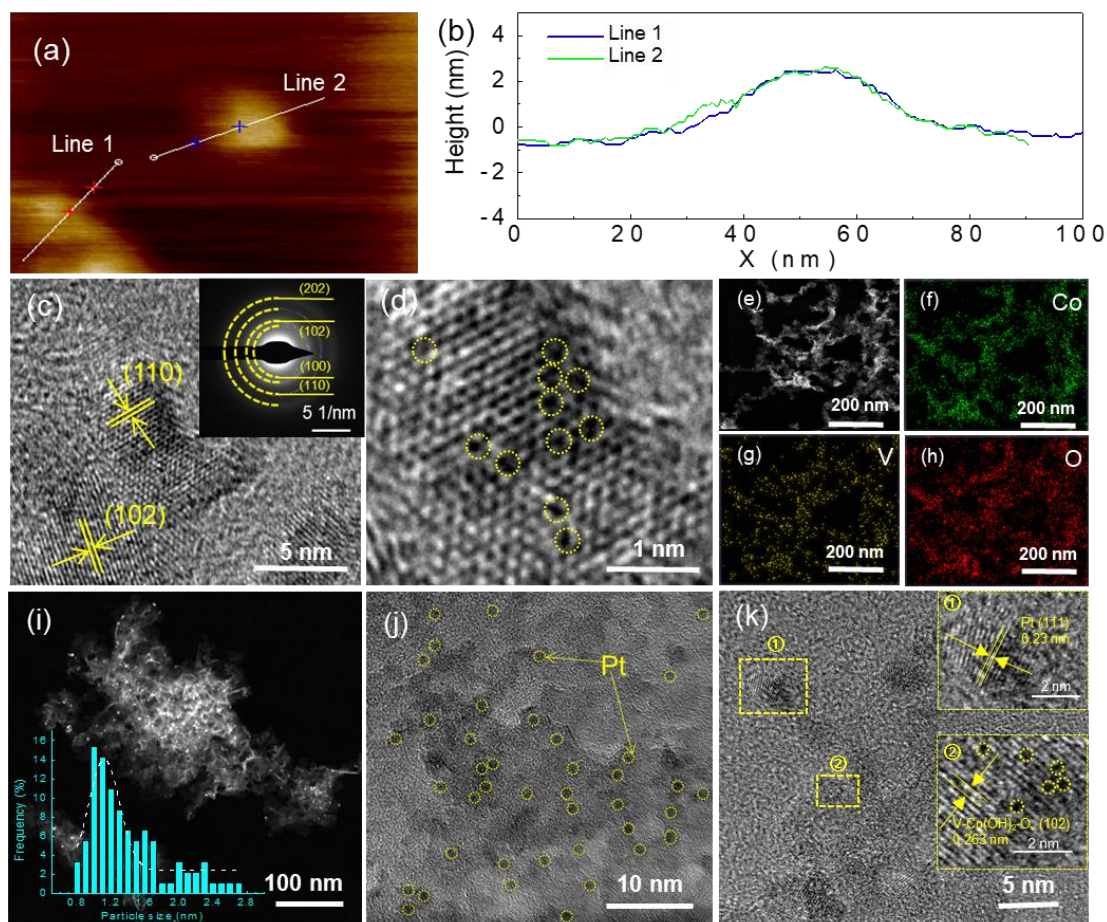 (a)
Line 2
Line 1
(b)
Height (nm)
4
2
0
-2
-4
Line 1
Line 2
0
20
40
60
80
100
X (nm)
(c)
(110)
(102)
5 nm
(202)
(102)
(100)
(110)
5 1/nm
(d)
1 nm
(e)
200 nm
(f)
Co
200 nm
(g)
V
200 nm
(h)
O
200 nm
(i)
Frequency (%)
16
14
12
10
8
6
4
2
0
0.8
1.2
1.6
2.0
2.4
2.8
Particle size (nm)
100 nm
(j)
Pt
10 nm
(k)
①
②
5 nm
①
Pt (111)
0.23 nm
2 nm
②
V-Co(OH)₂-Oᵥ (102)
0.263 nm
2 nm